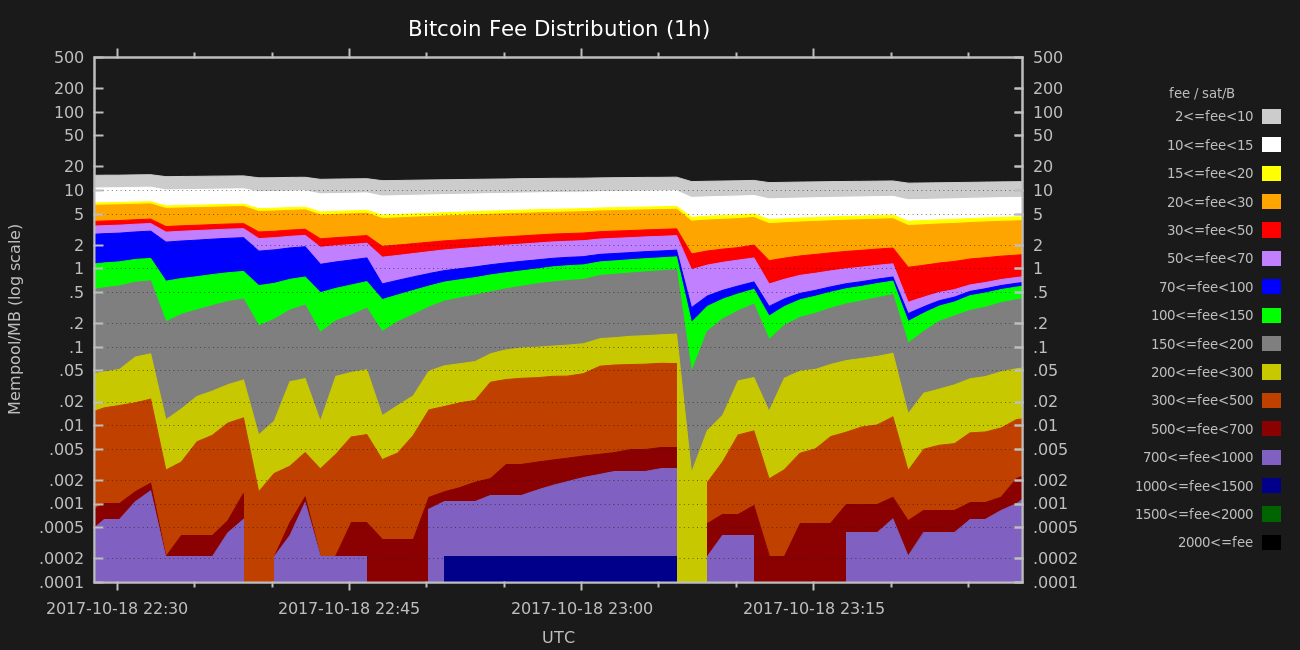 Bitcoin Fee Distribution (1h)
500 500
200 200
100 100
50 50
20 20
10 10
5 5
2 2
1 1
.5 .5
.2 .2
.1 .1
.05 .05
.02 .02
.01 .01
.005 .005
.002 .002
.001 .001
.0005 .0005
.0002 .0002
.0001 .0001
Mempool/MB (log scale)
2017-10-18 22:30 2017-10-18 22:45 2017-10-18 23:00 2017-10-18 23:15
UTC
fee / sat/B
2<=fee<10
10<=fee<15
15<=fee<20
20<=fee<30
30<=fee<50
50<=fee<70
70<=fee<100
100<=fee<150
150<=fee<200
200<=fee<300
300<=fee<500
500<=fee<700
700<=fee<1000
1000<=fee<1500
1500<=fee<2000
2000<=fee